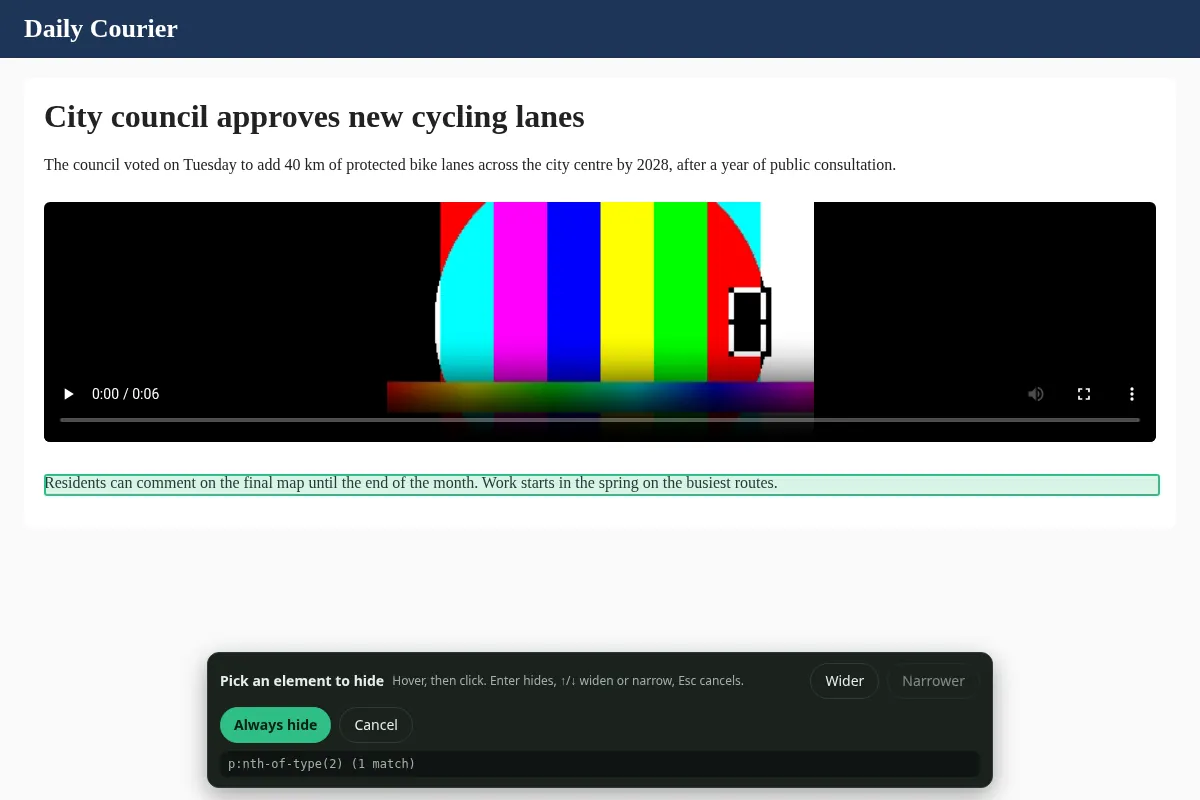 Daily Courier
City council approves new cycling lanes
The council voted on Tuesday to add 40 km of protected bike lanes across the city centre by 2028, after a year of public consultation.
0:00 / 0:06
Residents can comment on the final map until the end of the month. Work starts in the spring on the busiest routes.
Pick an element to hide Hover, then click. Enter hides, ↑/↓ widen or narrow, Esc cancels. Wider Narrower
Always hide Cancel
p:nth-of-type(2) (1 match)